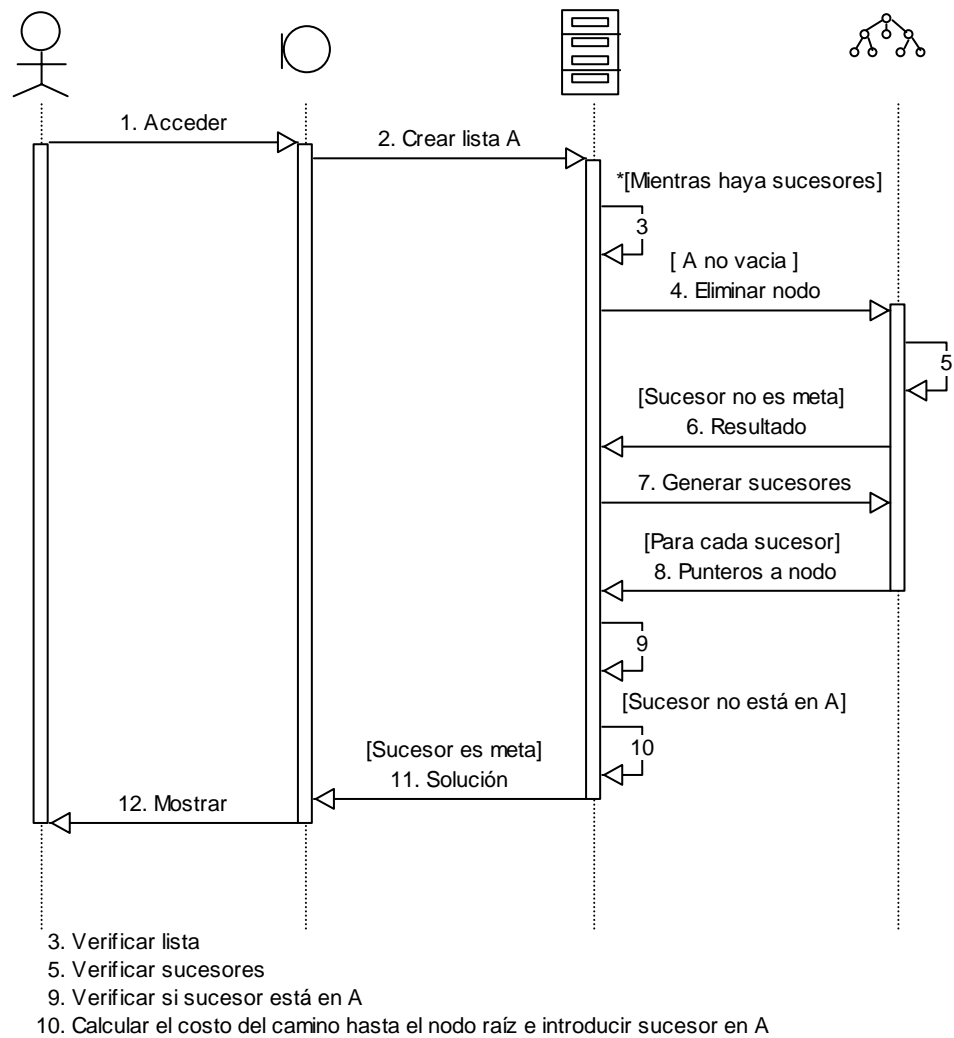 1. Acceder
2. Crear lista A
*[Mientras haya sucesores]
3
[ A no vacia ]
4. Eliminar nodo
5
[Sucesor no es meta]
6. Resultado
7. Generar sucesores
[Para cada sucesor]
8. Punteros a nodo
9
[Sucesor no está en A]
10
[Sucesor es meta]
11. Solución
12. Mostrar
3. Verificar lista
5. Verificar sucesores
9. Verificar si sucesor está en A
10. Calcular el costo del camino hasta el nodo raíz e introducir sucesor en A